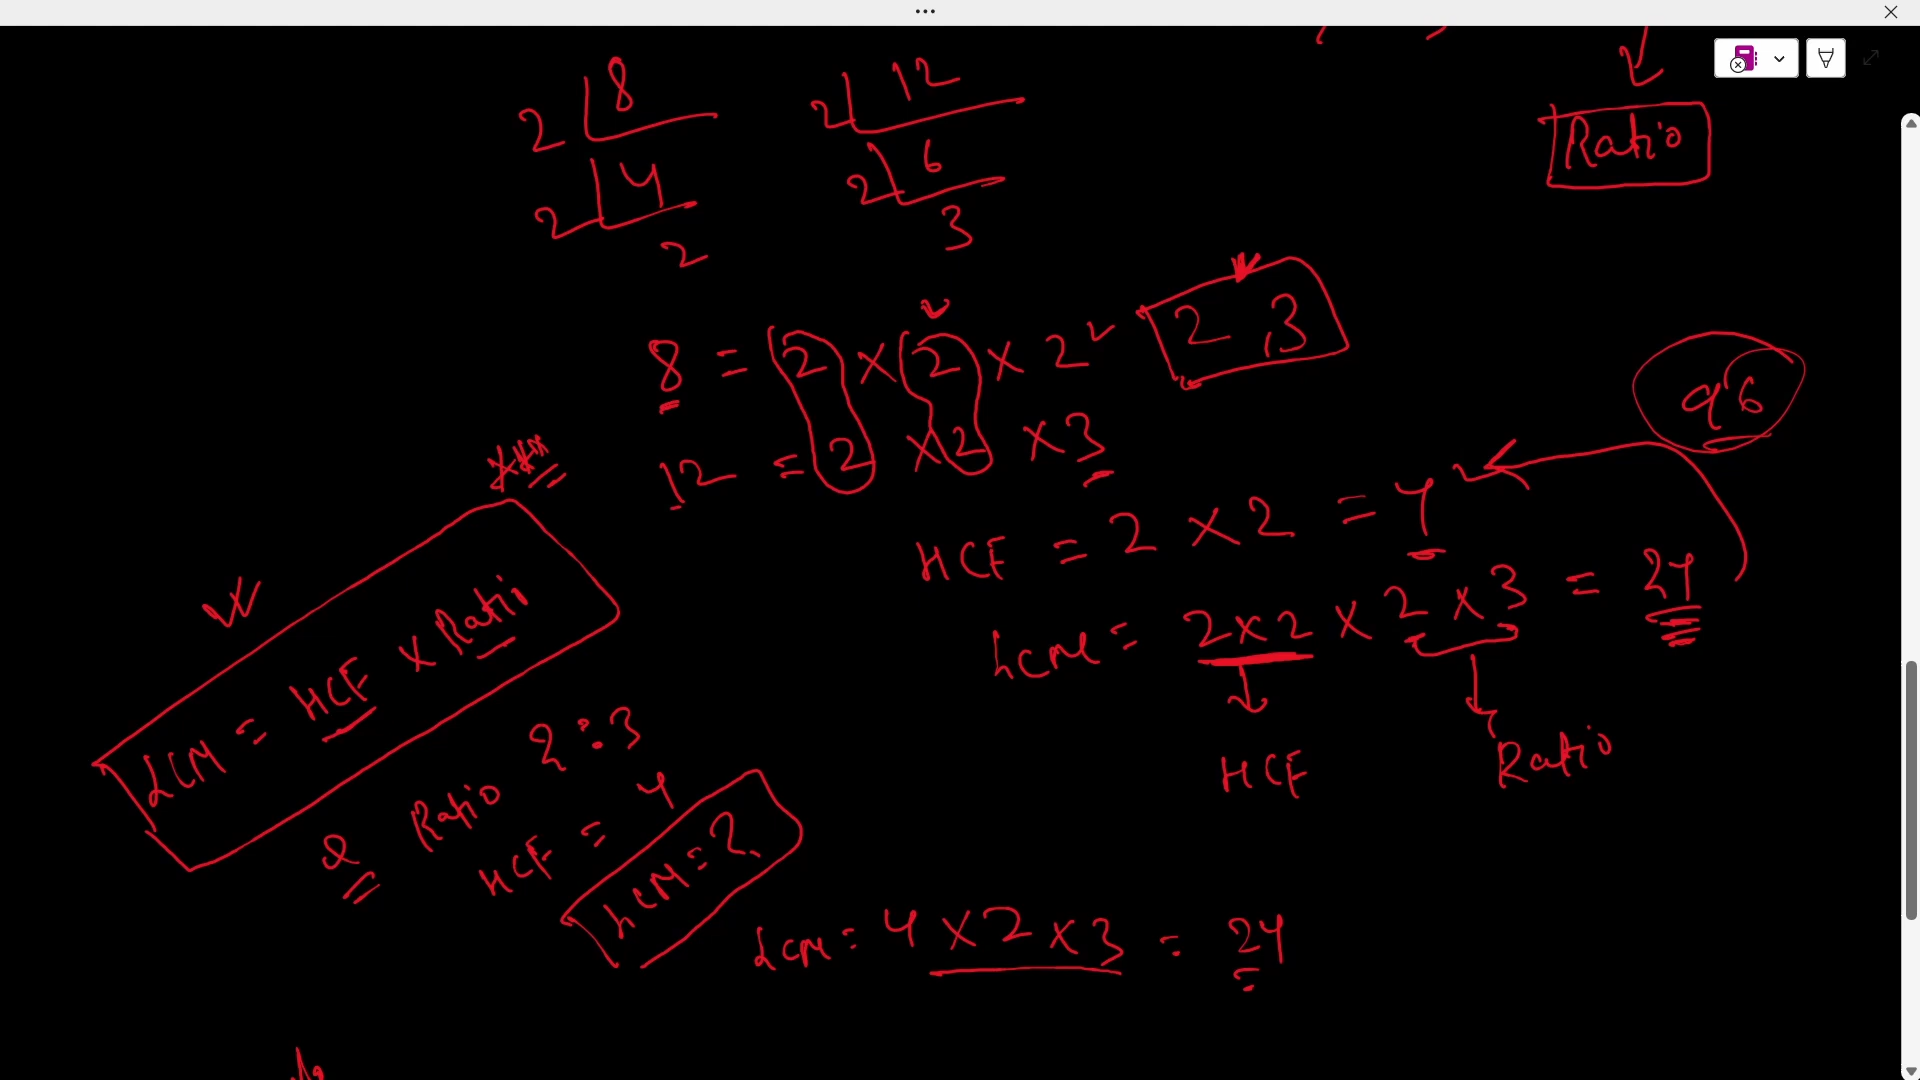 2 8
2 4
2
2 12
2 6
3
Ratio
8 = 2 x 2 x 2
2, 3
12 = 2 x 2 x 3
96
HCF = 2 x 2 = 4
LCM = 2 x 2 x 2 x 3 = 24
HCF
Ratio
LCM = HCF x Ratio
Q Ratio 2:3
HCF = 4
LCM = ?
LCM = 4 x 2 x 3 = 24